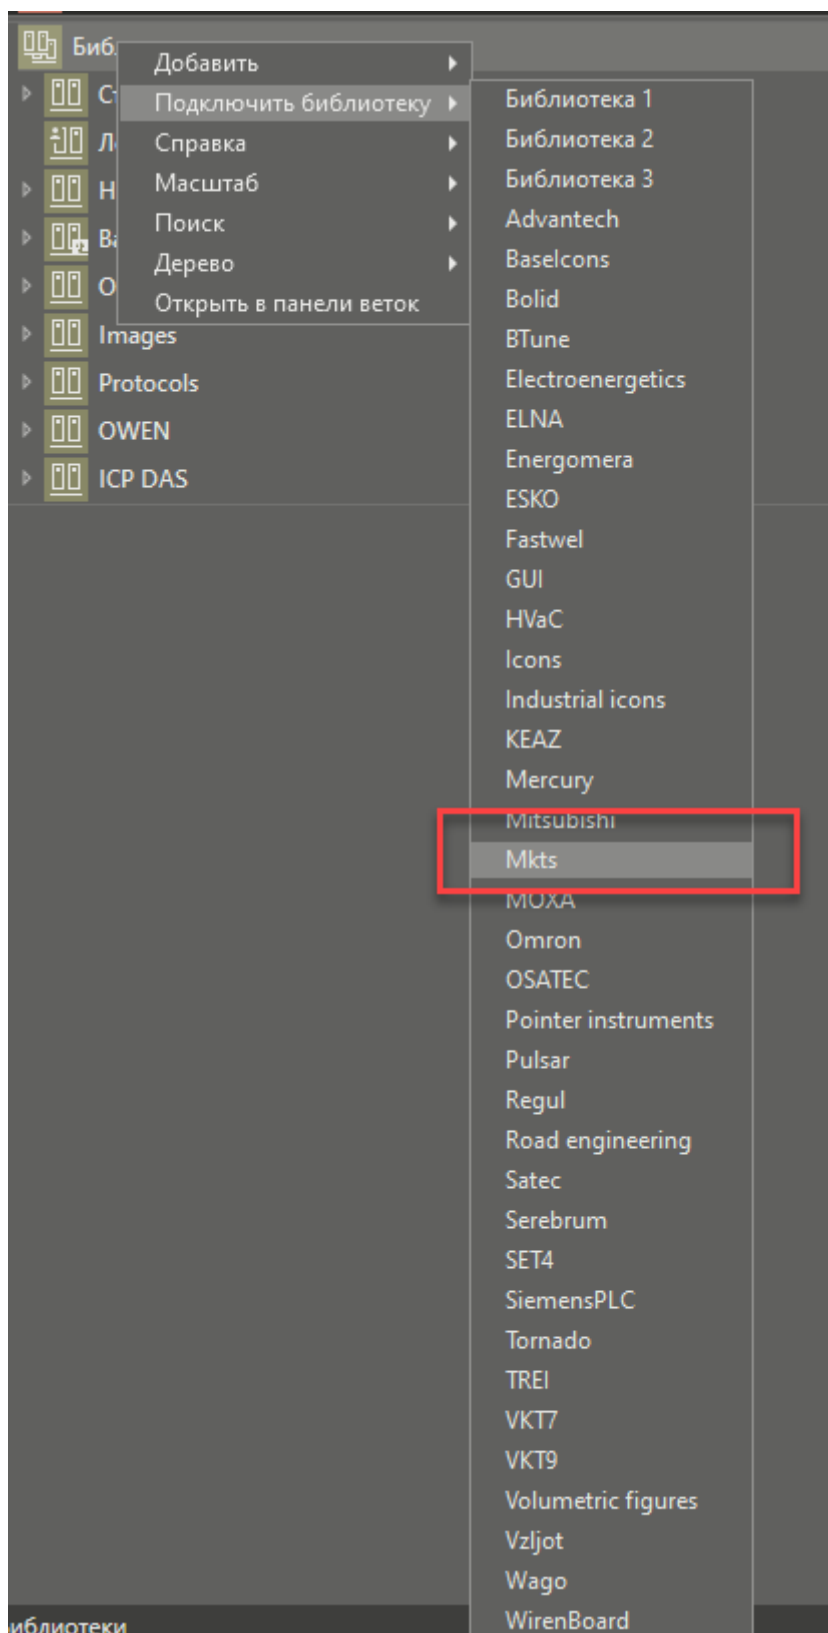 Добавить
Подключить библиотеку
Справка
Масштаб
Поиск
Дерево
Открыть в панели веток
Images
Protocols
OWEN
ICP DAS
Библиотека 1
Библиотека 2
Библиотека 3
Advantech
BaseIcons
Bolid
BTune
Electroenergetics
ELNA
Energomera
ESKO
Fastwel
GUI
HVaC
Icons
Industrial icons
KEAZ
Mercury
Mitsubishi
Mkts
MOXA
Omron
OSATEC
Pointer instruments
Pulsar
Regul
Road engineering
Satec
Serebrum
SET4
SiemensPLC
Tornado
TREI
VKT7
VKT9
Volumetric figures
Vzljot
Wago
WirenBoard